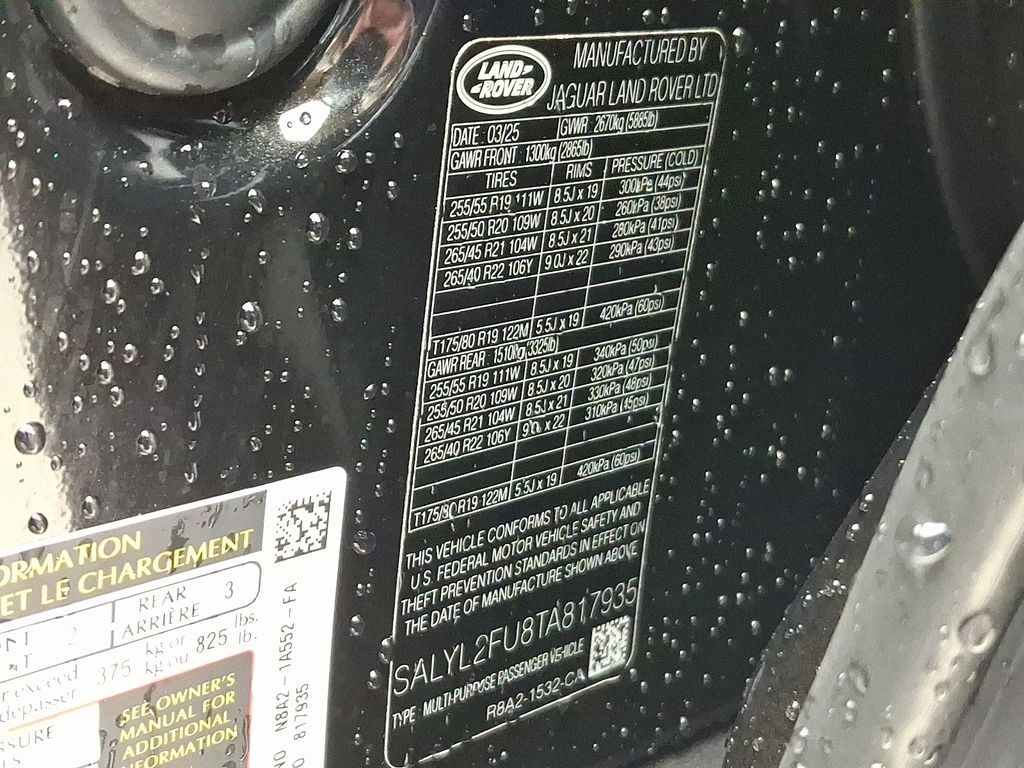 LAND-
-ROVER
MANUFACTURED BY
JAGUAR LAND ROVER LTD
DATE : 03/25 GVWR : 2670kg (5885lb)
GAWR FRONT : 1300kg (2865lb)
TIRES RIMS PRESSURE (COLD)
255/55 R19 111W 8.5J x 19 300kPa (44psi)
255/50 R20 109W 8.5J x 20 260kPa (38psi)
265/45 R21 104W 8.5J x 21 280kPa (41psi)
265/40 R22 106Y 9.0J x 22 290kPa (43psi)
T175/80 R19 122M 5.5J x 19 420kPa (60psi)
GAWR REAR : 1510kg (3325lb)
255/55 R19 111W 8.5J x 19 340kPa (50psi)
255/50 R20 109W 8.5J x 20 320kPa (47psi)
265/45 R21 104W 8.5J x 21 330kPa (48psi)
265/40 R22 106Y 9.0J x 22 310kPa (45psi)
T175/80 R19 122M 5.5J x 19 420kPa (60psi)
THIS VEHICLE CONFORMS TO ALL APPLICABLE
U.S. FEDERAL MOTOR VEHICLE SAFETY AND
THEFT PREVENTION STANDARDS IN EFFECT ON
THE DATE OF MANUFACTURE SHOWN ABOVE
SALYL2FU8TA817935
TYPE : MULTI-PURPOSE PASSENGER VEHICLE
R8A2-1532-CA
ORMATION
ET LE CHARGEMENT
2 REAR 3
ARRIÈRE
exceed 375 kg or 825 lbs.
dépasser kg ou lb.
SSURE
SEE OWNER'S
MANUAL FOR
ADDITIONAL
INFORMATION
N8A2 - 1A552 - FA
817935